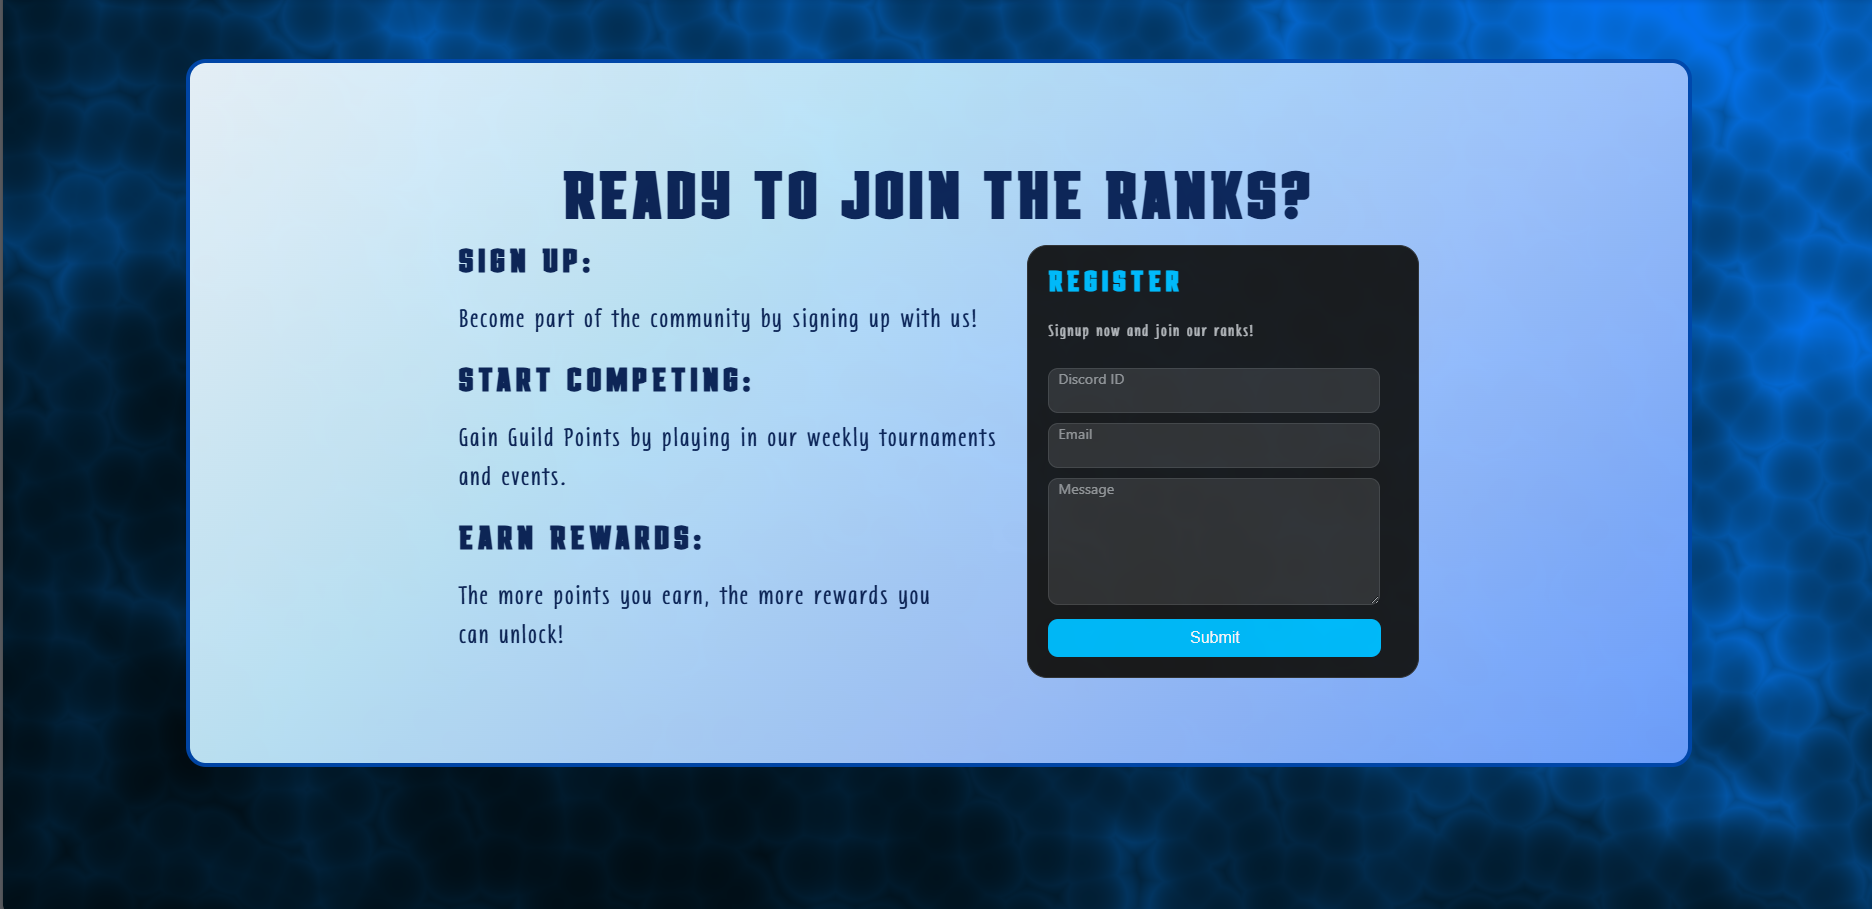 Ready to Join the Ranks?
Sign Up:
Become part of the community by signing up with us!
Start Competing:
Gain Guild Points by playing in our weekly tournaments
and events.
Earn Rewards:
The more points you earn, the more rewards you
can unlock!
Register
Signup now and join our ranks!
Discord ID
Email
Message
Submit